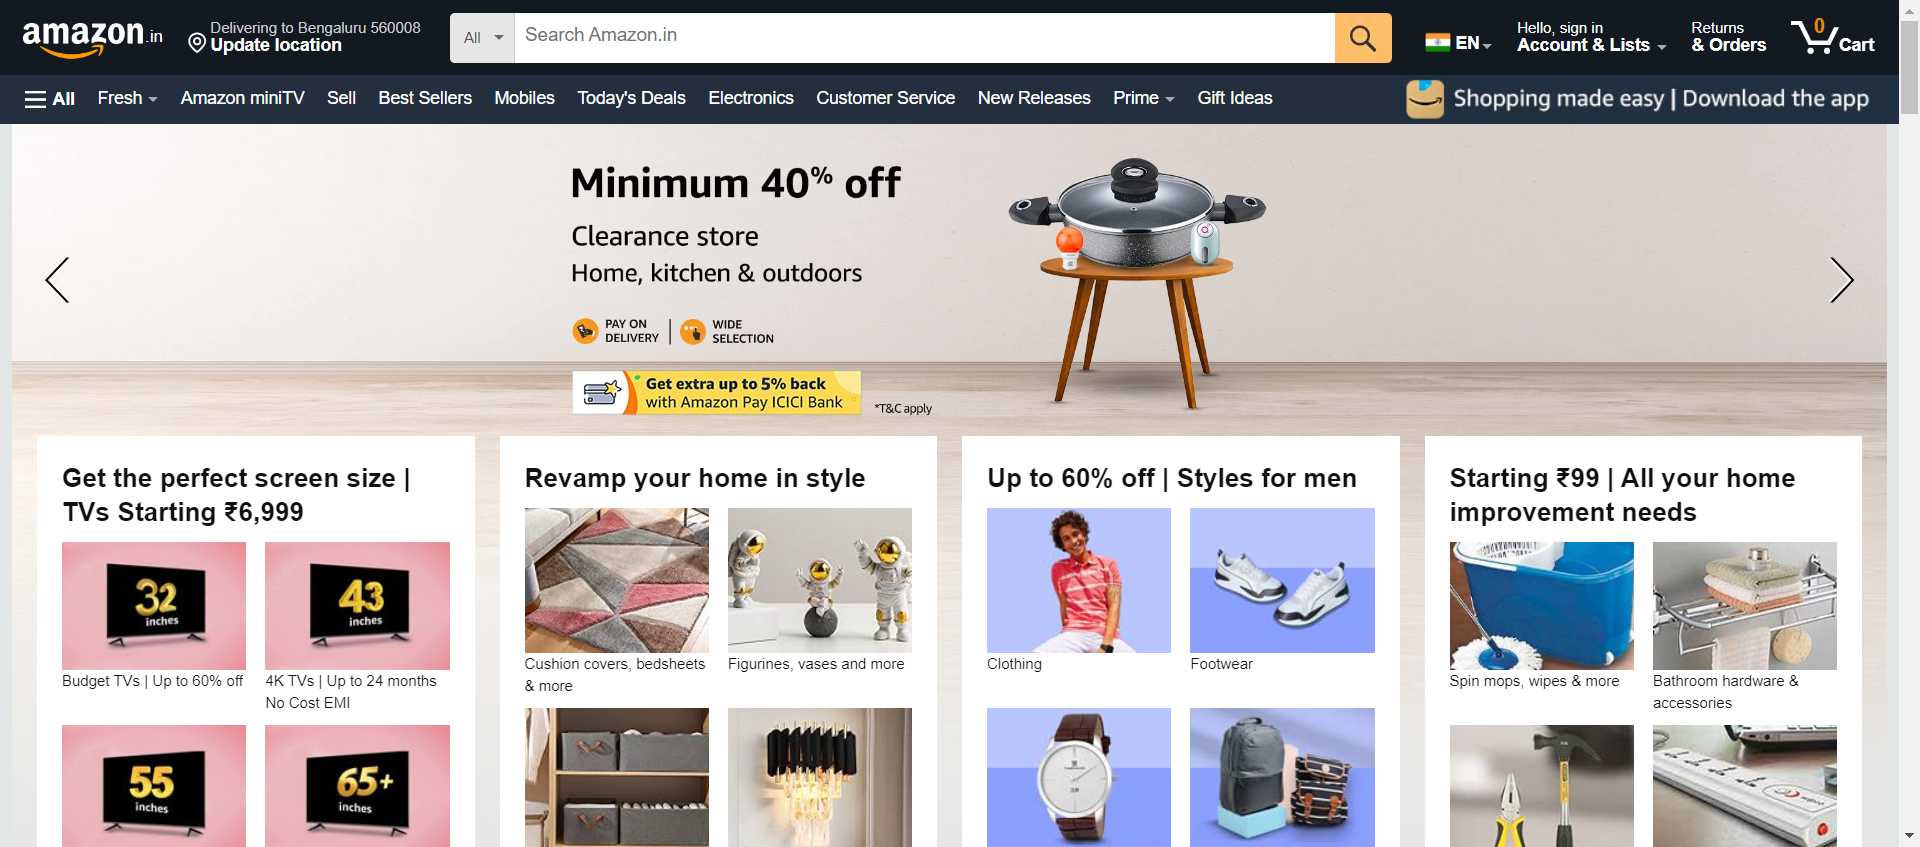 amazon.in
Delivering to Bengaluru 560008
Update location
All
Search Amazon.in
EN
Hello, sign in
Account & Lists
Returns
& Orders
0
Cart
All
Fresh
Amazon miniTV
Sell
Best Sellers
Mobiles
Today's Deals
Electronics
Customer Service
New Releases
Prime
Gift Ideas
Shopping made easy | Download the app
Minimum 40% off
Clearance store
Home, kitchen & outdoors
PAY ON
DELIVERY
WIDE
SELECTION
Get extra up to 5% back
with Amazon Pay ICICI Bank
*T&C apply
Get the perfect screen size |
TVs Starting ₹6,999
32
inches
43
inches
Budget TVs | Up to 60% off
4K TVs | Up to 24 months
No Cost EMI
55
inches
65+
inches
Revamp your home in style
Cushion covers, bedsheets
& more
Figurines, vases and more
Up to 60% off | Styles for men
Clothing
Footwear
Starting ₹99 | All your home
improvement needs
Spin mops, wipes & more
Bathroom hardware &
accessories